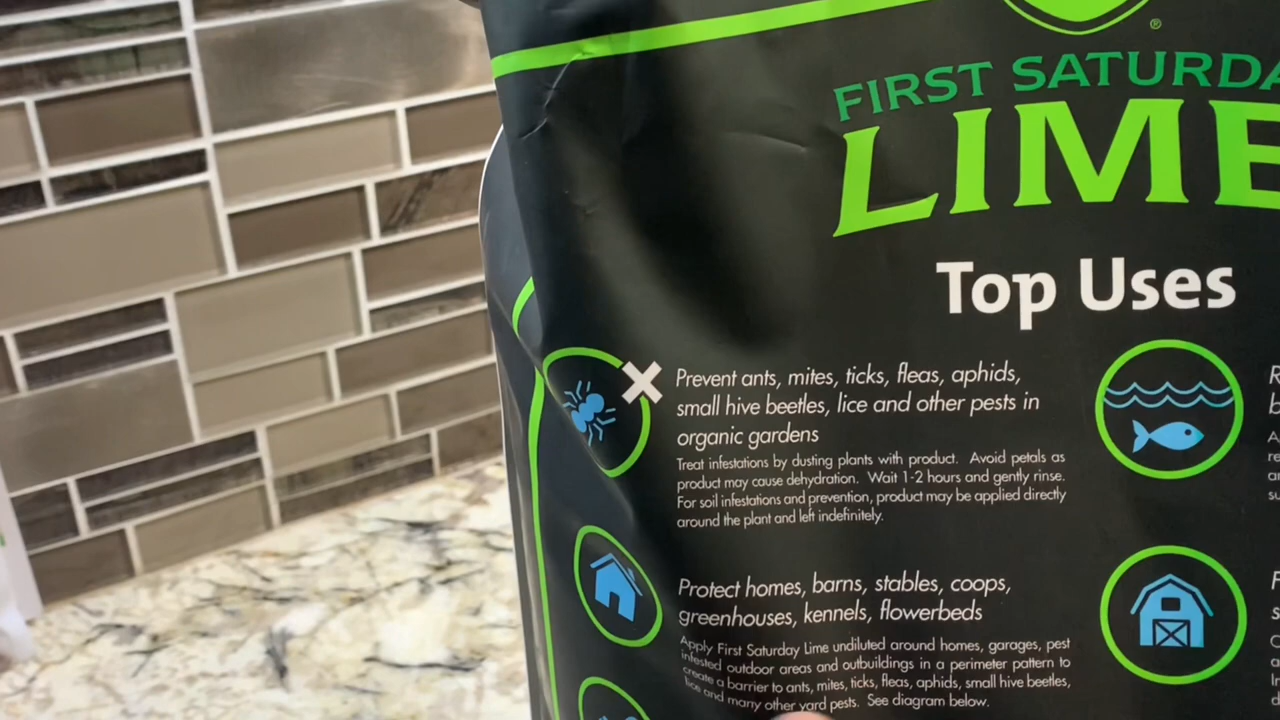 FIRST SATURDA
LIME
®
Top Uses
Prevent ants, mites, ticks, fleas, aphids,
small hive beetles, lice and other pests in
organic gardens
Treat infestations by dusting plants with product. Avoid petals as
product may cause dehydration. Wait 1-2 hours and gently rinse.
For soil infestations and prevention, product may be applied directly
around the plant and left indefinitely.
Protect homes, barns, stables, coops,
greenhouses, kennels, flowerbeds
Apply First Saturday Lime undiluted around homes, garages, pest
infested outdoor areas and outbuildings in a perimeter pattern to
create a barrier to ants, mites, ticks, fleas, aphids, small hive beetles,
lice and many other yard pests. See diagram below.